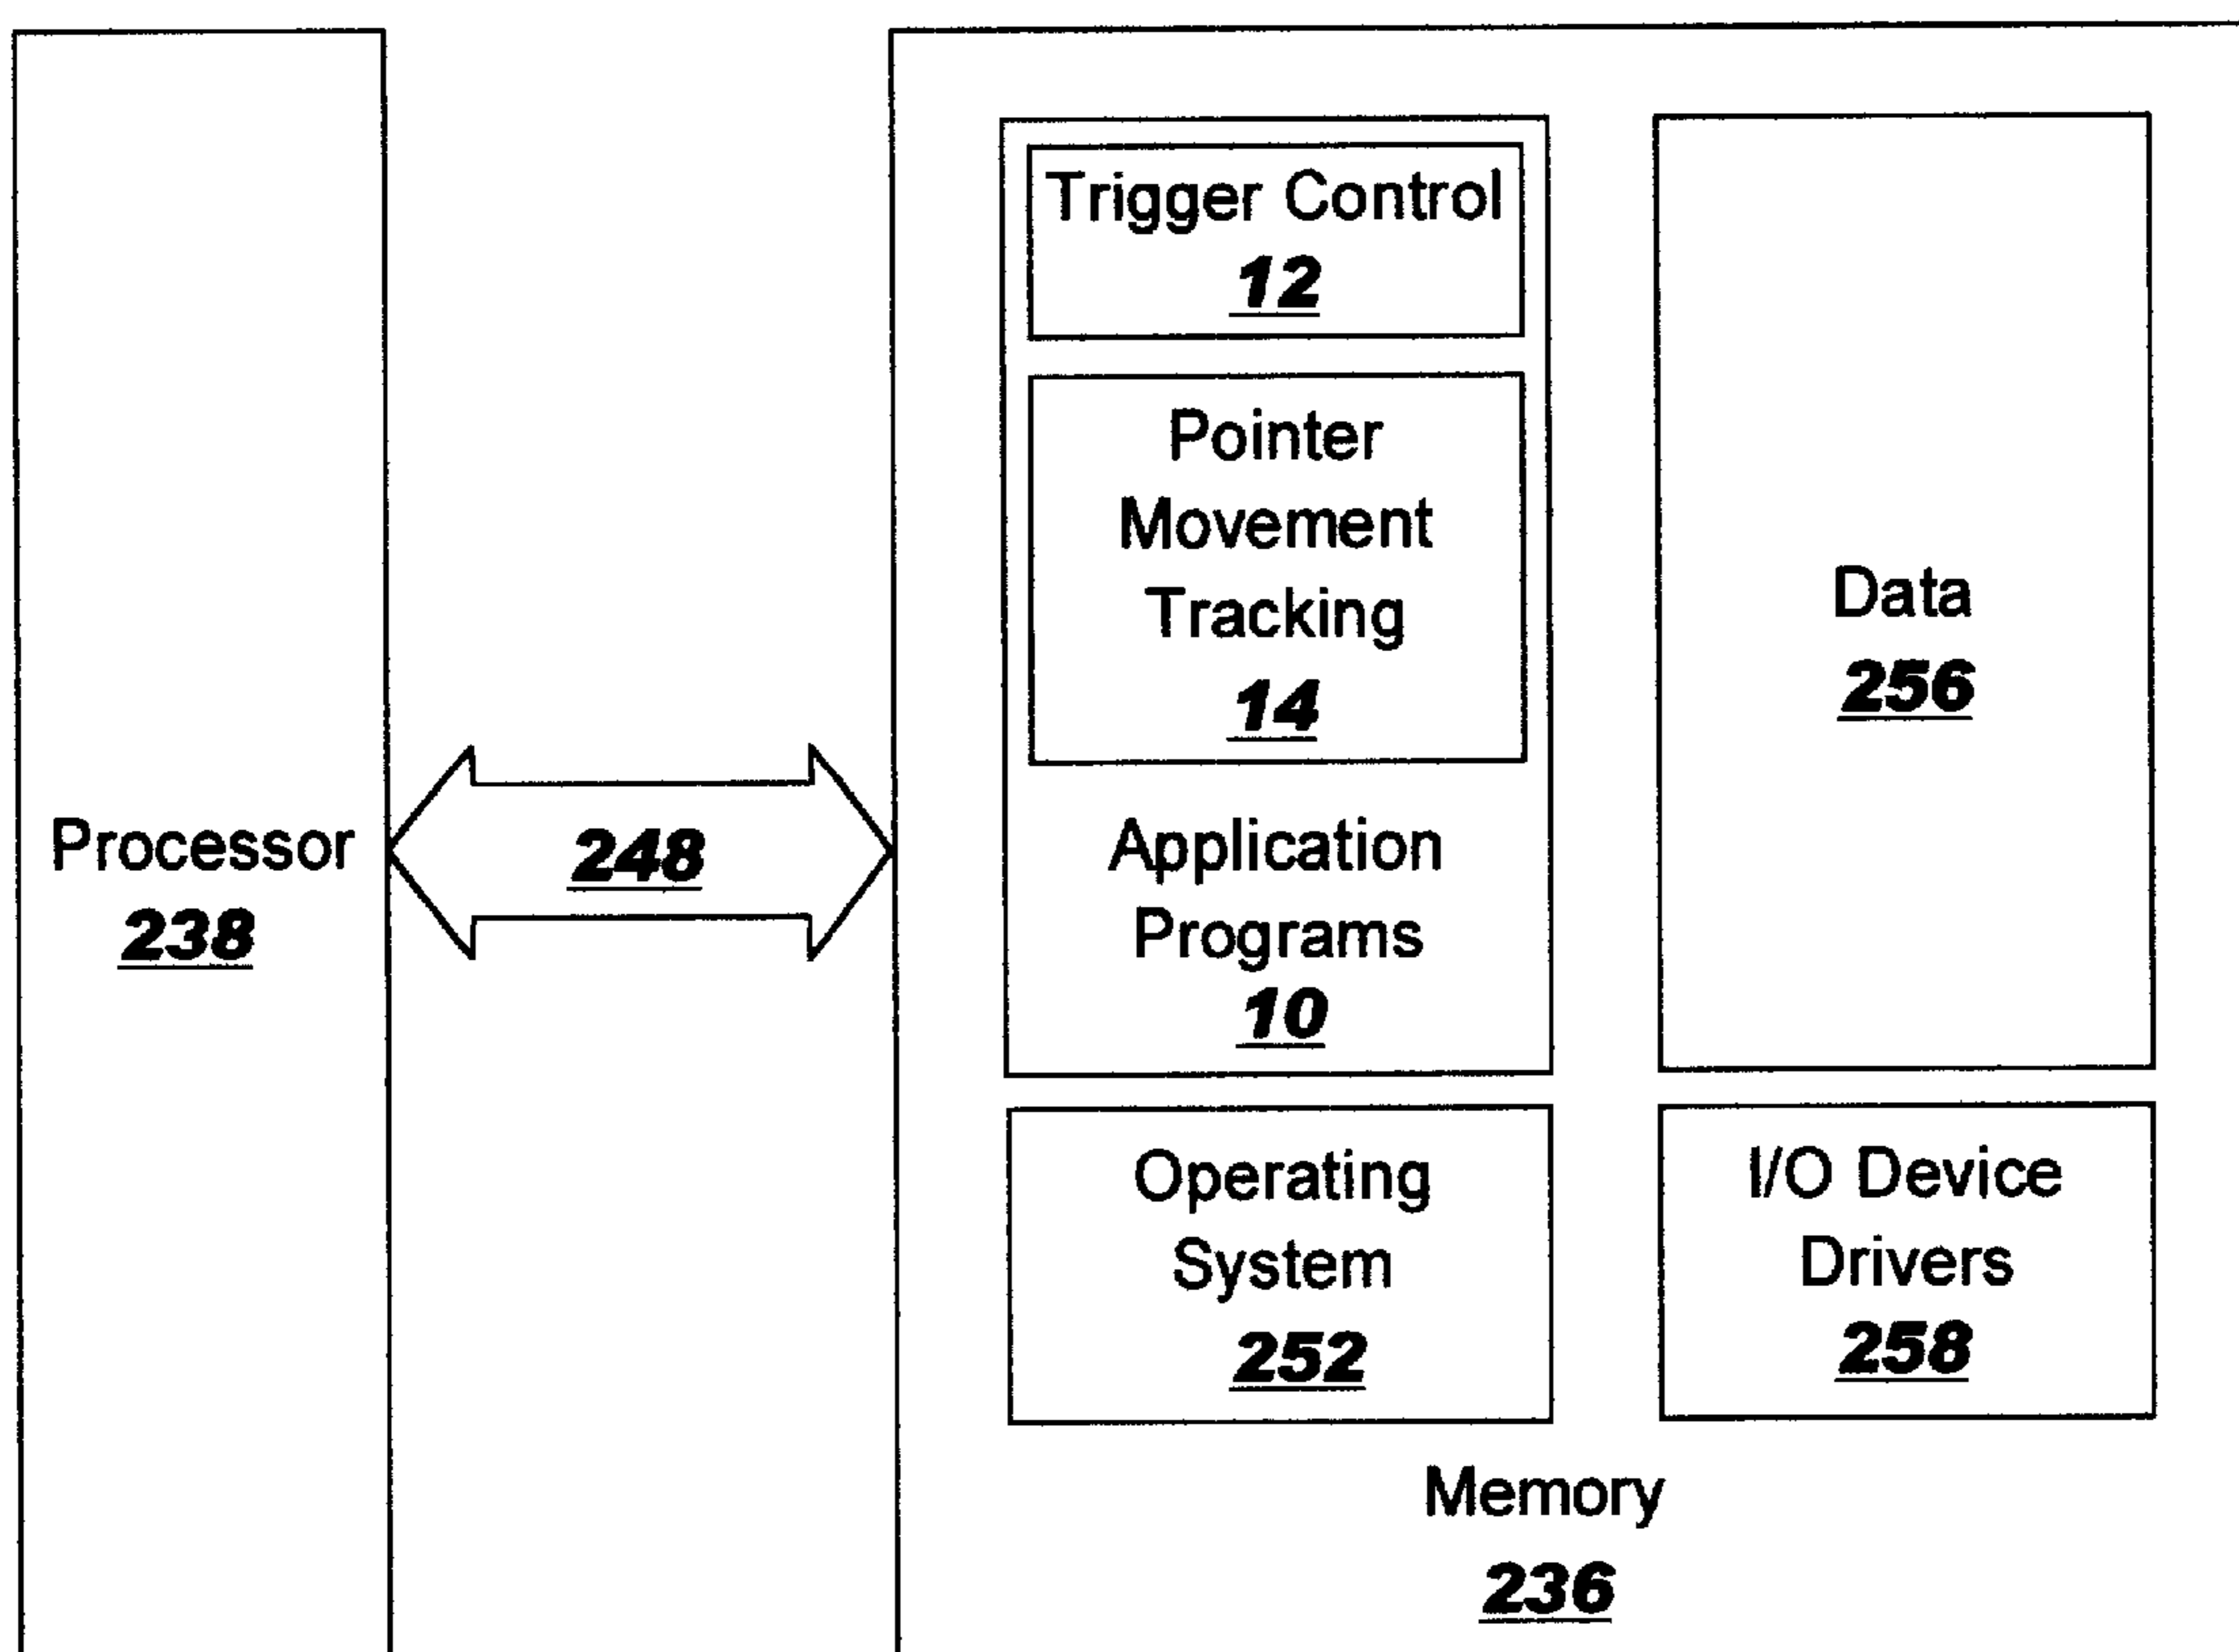 Processor
238
248
Trigger Control
12
Pointer
Movement
Tracking
14
Application
Programs
10
Data
256
Operating
System
252
I/O Device
Drivers
258
Memory
236